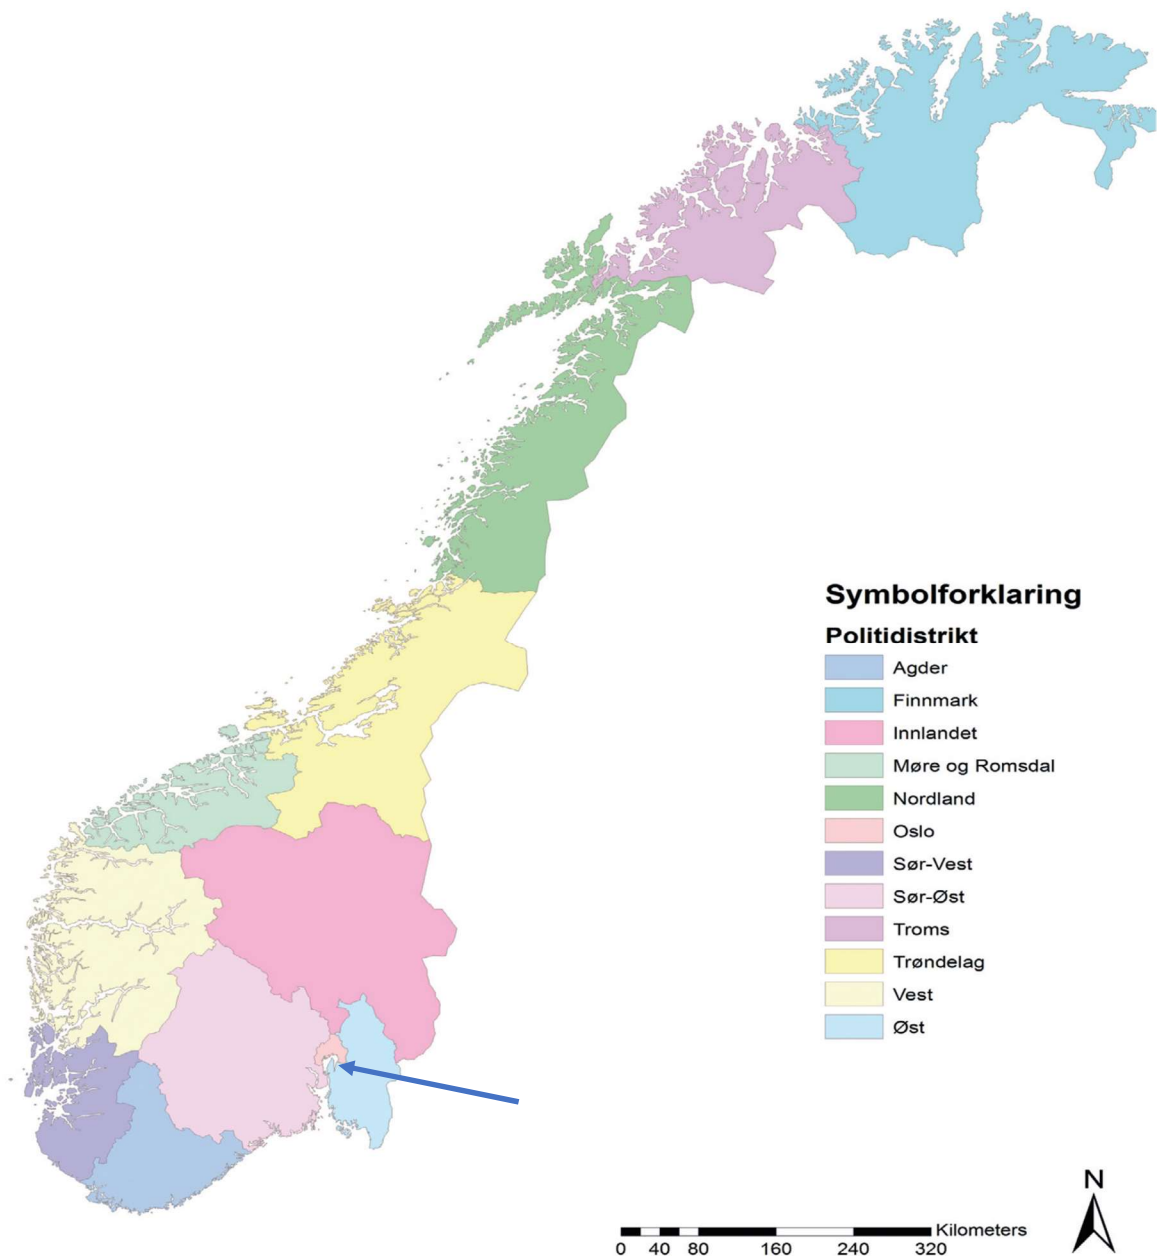 Symbolforklaring
Politidistrikt
Agder
Finnmark
Innlandet
Møre og Romsdal
Nordland
Oslo
Sør-Vest
Sør-Øst
Troms
Trøndelag
Vest
Øst
N
Kilometers
0 40 80 160 240 320